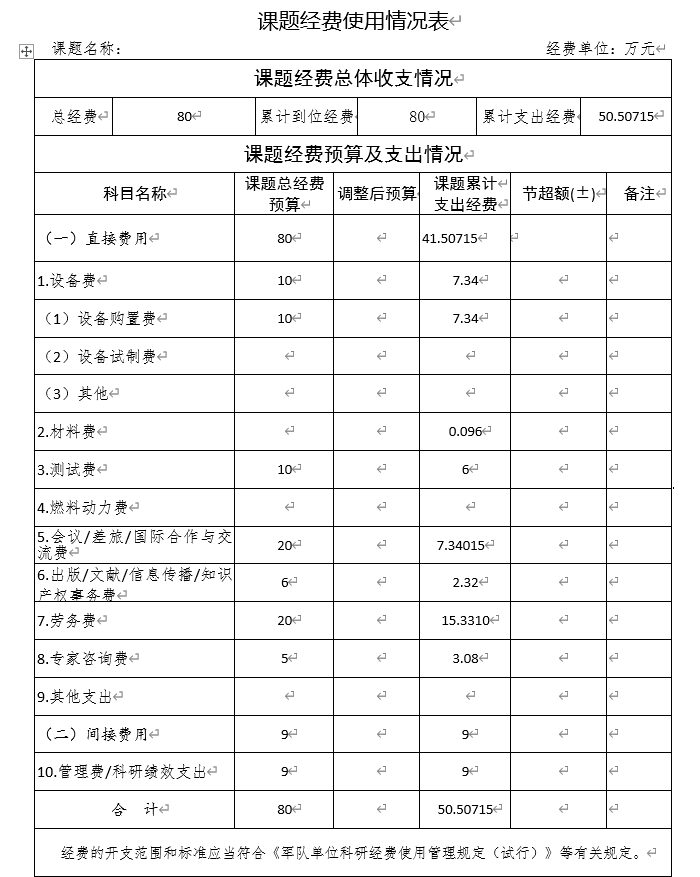 课题经费使用情况表
课题名称： 经费单位：万元
课题经费总体收支情况
总经费 80 累计到位经费 80 累计支出经费 50.50715
课题经费预算及支出情况
科目名称 课题总经费预算 调整后预算 课题累计支出经费 节超额(±) 备注
（一）直接费用 80 41.50715
1.设备费 10 7.34
（1）设备购置费 10 7.34
（2）设备试制费
（3）其他
2.材料费 0.096
3.测试费 10 6
4.燃料动力费
5.会议/差旅/国际合作与交流费 20 7.34015
6.出版/文献/信息传播/知识产权事务费 6 2.32
7.劳务费 20 15.3310
8.专家咨询费 5 3.08
9.其他支出
（二）间接费用 9 9
10.管理费/科研绩效支出 9 9
合 计 80 50.50715
经费的开支范围和标准应当符合《军队单位科研经费使用管理规定（试行）》等有关规定。